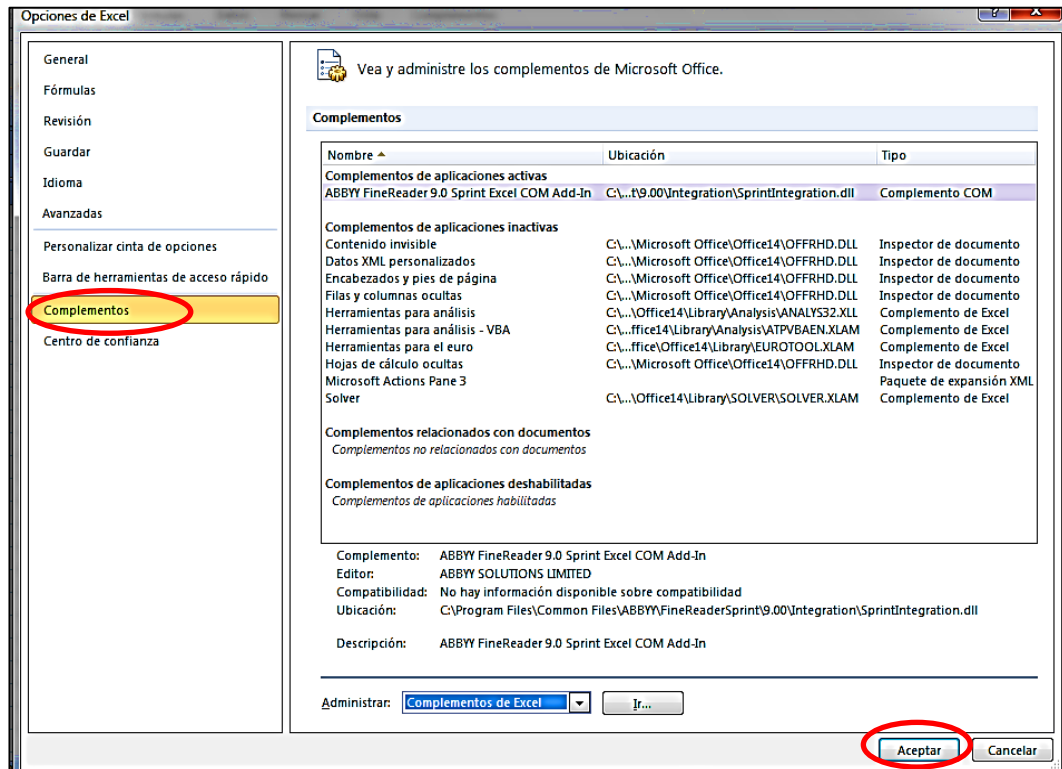 Opciones de Excel
General
Fórmulas
Revisión
Guardar
Idioma
Avanzadas
Personalizar cinta de opciones
Barra de herramientas de acceso rápido
Complementos
Centro de confianza
Vea y administre los complementos de Microsoft Office.
Complementos
Nombre Ubicación Tipo
Complementos de aplicaciones activas
ABBYY FineReader 9.0 Sprint Excel COM Add-In C:\...t\9.00\Integration\SprintIntegration.dll Complemento COM
Complementos de aplicaciones inactivas
Contenido invisible C:\...\Microsoft Office\Office14\OFFRHD.DLL Inspector de documento
Datos XML personalizados C:\...\Microsoft Office\Office14\OFFRHD.DLL Inspector de documento
Encabezados y pies de página C:\...\Microsoft Office\Office14\OFFRHD.DLL Inspector de documento
Filas y columnas ocultas C:\...\Microsoft Office\Office14\OFFRHD.DLL Inspector de documento
Herramientas para análisis C:\...\Office14\Library\Analysis\ANALYS32.XLL Complemento de Excel
Herramientas para análisis - VBA C:\...ffice14\Library\Analysis\ATPVBAEN.XLAM Complemento de Excel
Herramientas para el euro C:\...ffice\Office14\Library\EUROTOOL.XLAM Complemento de Excel
Hojas de cálculo ocultas C:\...\Microsoft Office\Office14\OFFRHD.DLL Inspector de documento
Microsoft Actions Pane 3 Paquete de expansión XML
Solver C:\...\Office14\Library\SOLVER\SOLVER.XLAM Complemento de Excel
Complementos relacionados con documentos
Complementos no relacionados con documentos
Complementos de aplicaciones deshabilitadas
Complementos de aplicaciones habilitadas
Complemento: ABBYY FineReader 9.0 Sprint Excel COM Add-In
Editor: ABBYY SOLUTIONS LIMITED
Compatibilidad: No hay información disponible sobre compatibilidad
Ubicación: C:\Program Files\Common Files\ABBYY\FineReaderSprint\9.00\Integration\SprintIntegration.dll
Descripción: ABBYY FineReader 9.0 Sprint Excel COM Add-In
Administrar: Complementos de Excel Ir...
Aceptar Cancelar